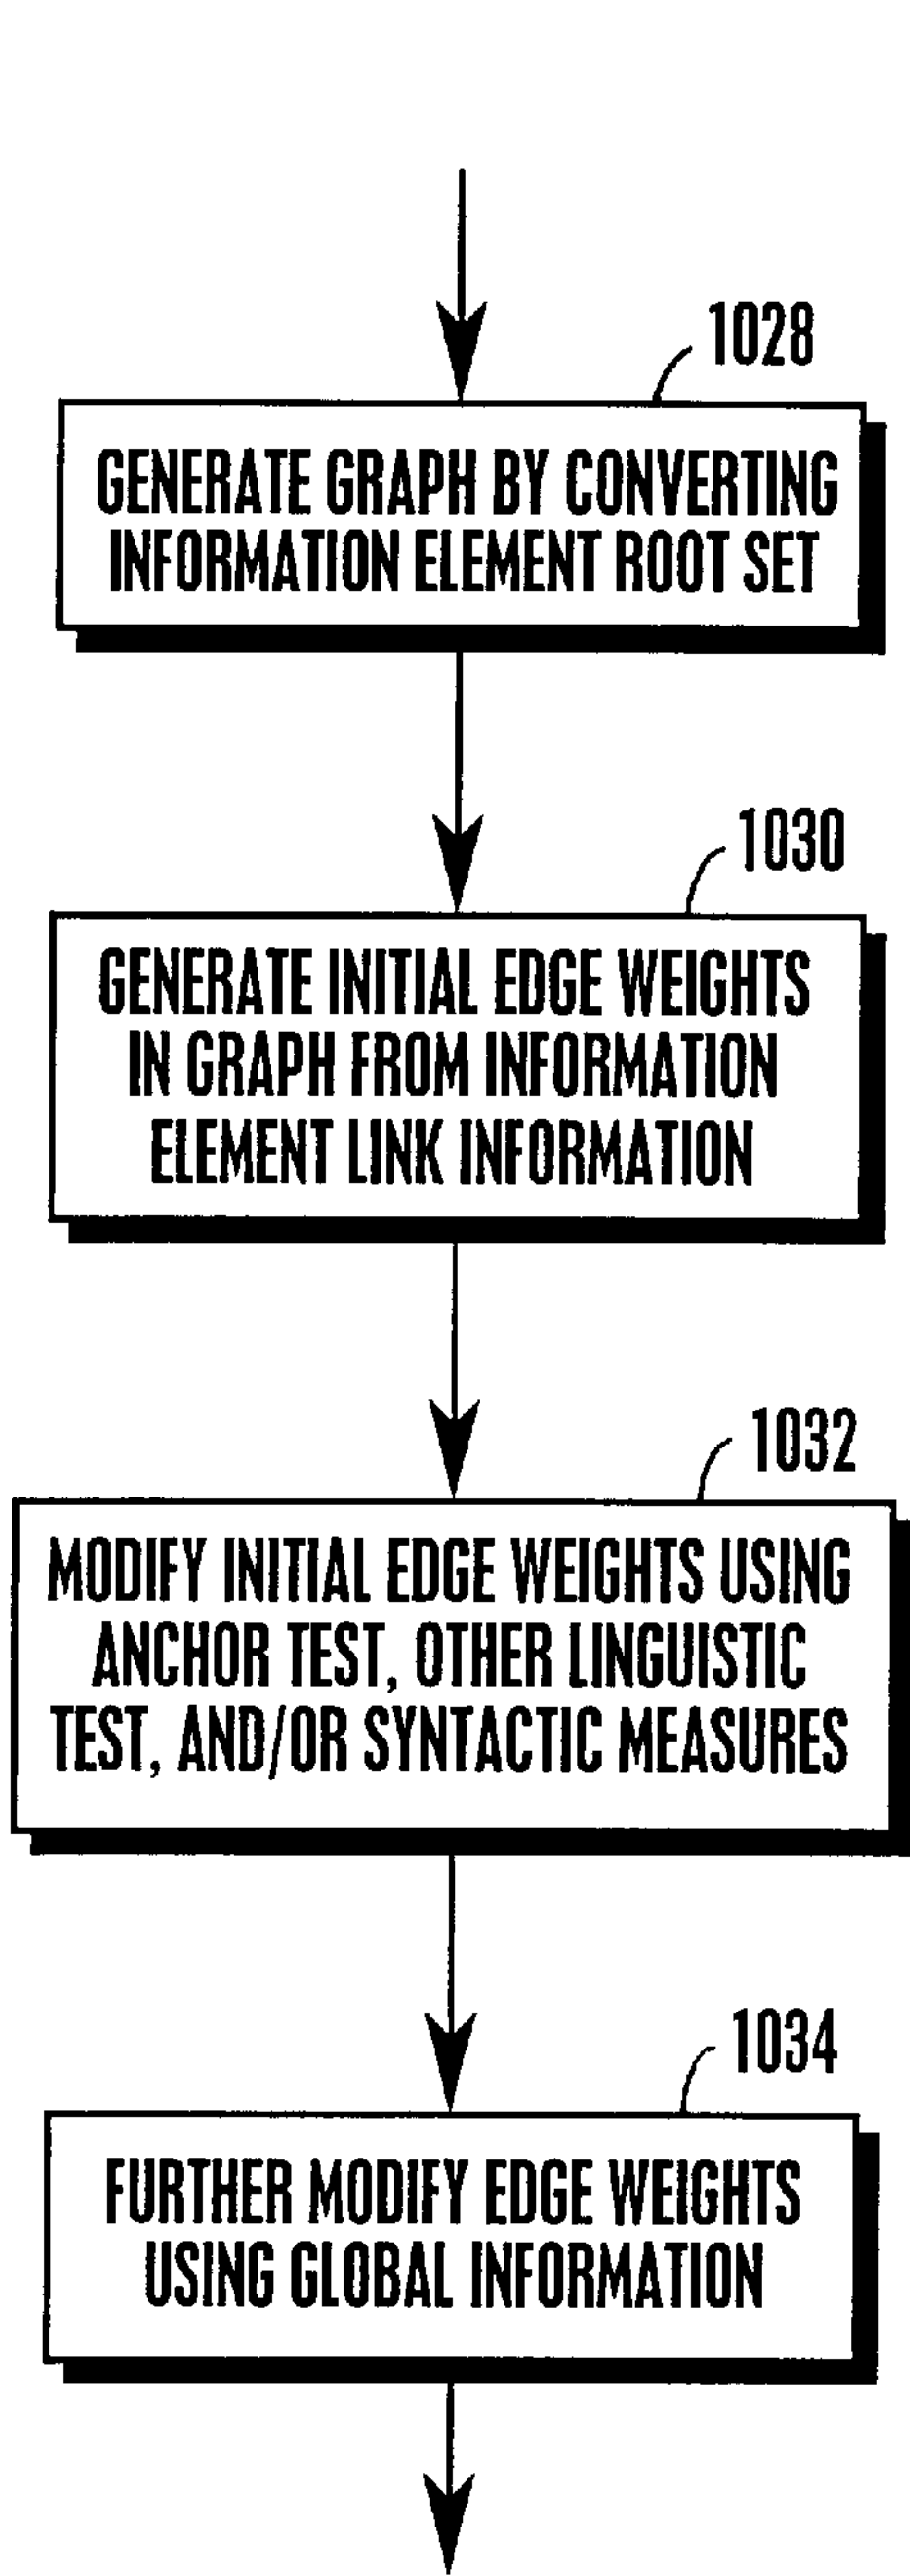 1028
GENERATE GRAPH BY CONVERTING
INFORMATION ELEMENT ROOT SET
1030
GENERATE INITIAL EDGE WEIGHTS
IN GRAPH FROM INFORMATION
ELEMENT LINK INFORMATION
1032
MODIFY INITIAL EDGE WEIGHTS USING
ANCHOR TEST, OTHER LINGUISTIC
TEST, AND/OR SYNTACTIC MEASURES
1034
FURTHER MODIFY EDGE WEIGHTS
USING GLOBAL INFORMATION